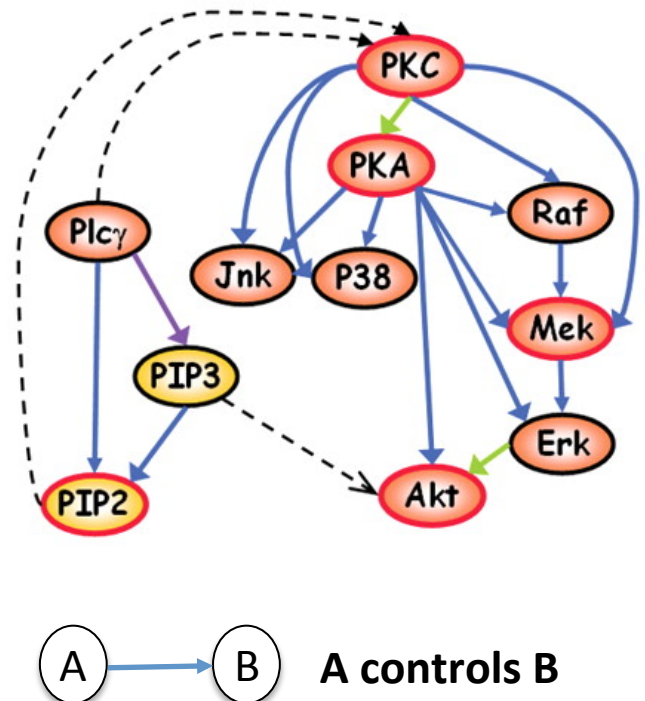 PKC
PKA
Plcγ
Raf
Jnk
P38
Mek
PIP3
Erk
PIP2
Akt
A B A controls B